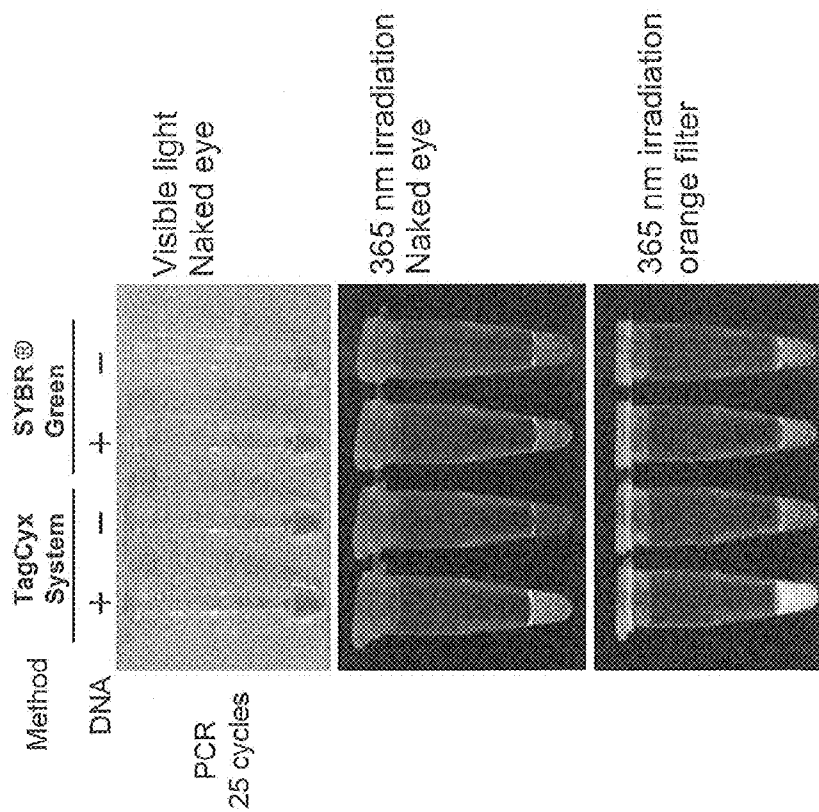 Method
TagCyx
System
SYBR®
Green
DNA
+
−
+
−
PCR
25 cycles
Visible light
Naked eye
365 nm irradiation
Naked eye
365 nm irradiation
orange filter